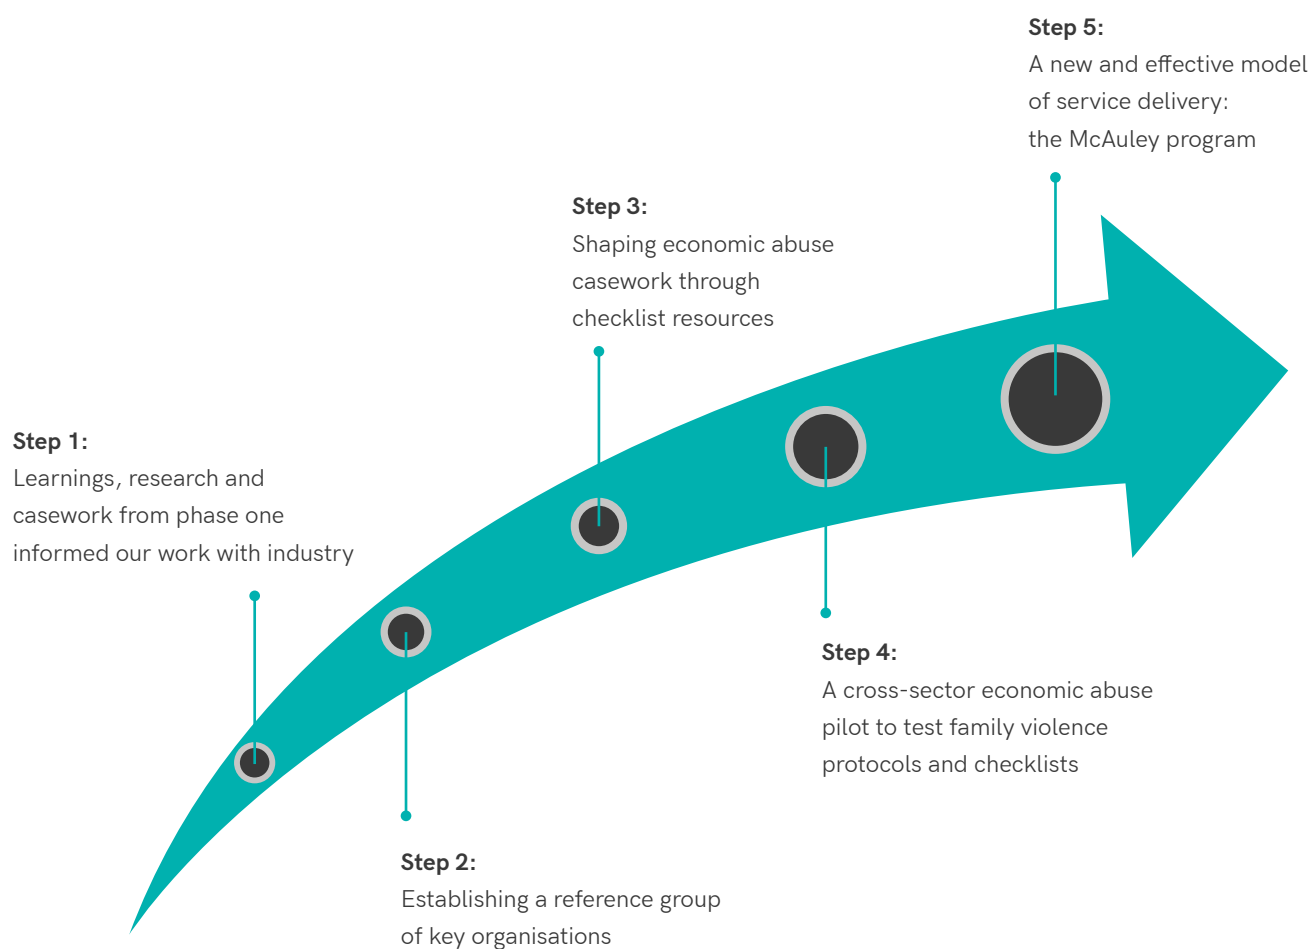 Step 1:
Learnings, research and
casework from phase one
informed our work with industry
Step 2:
Establishing a reference group
of key organisations
Step 3:
Shaping economic abuse
casework through
checklist resources
Step 4:
A cross-sector economic abuse
pilot to test family violence
protocols and checklists
Step 5:
A new and effective model
of service delivery:
the McAuley program